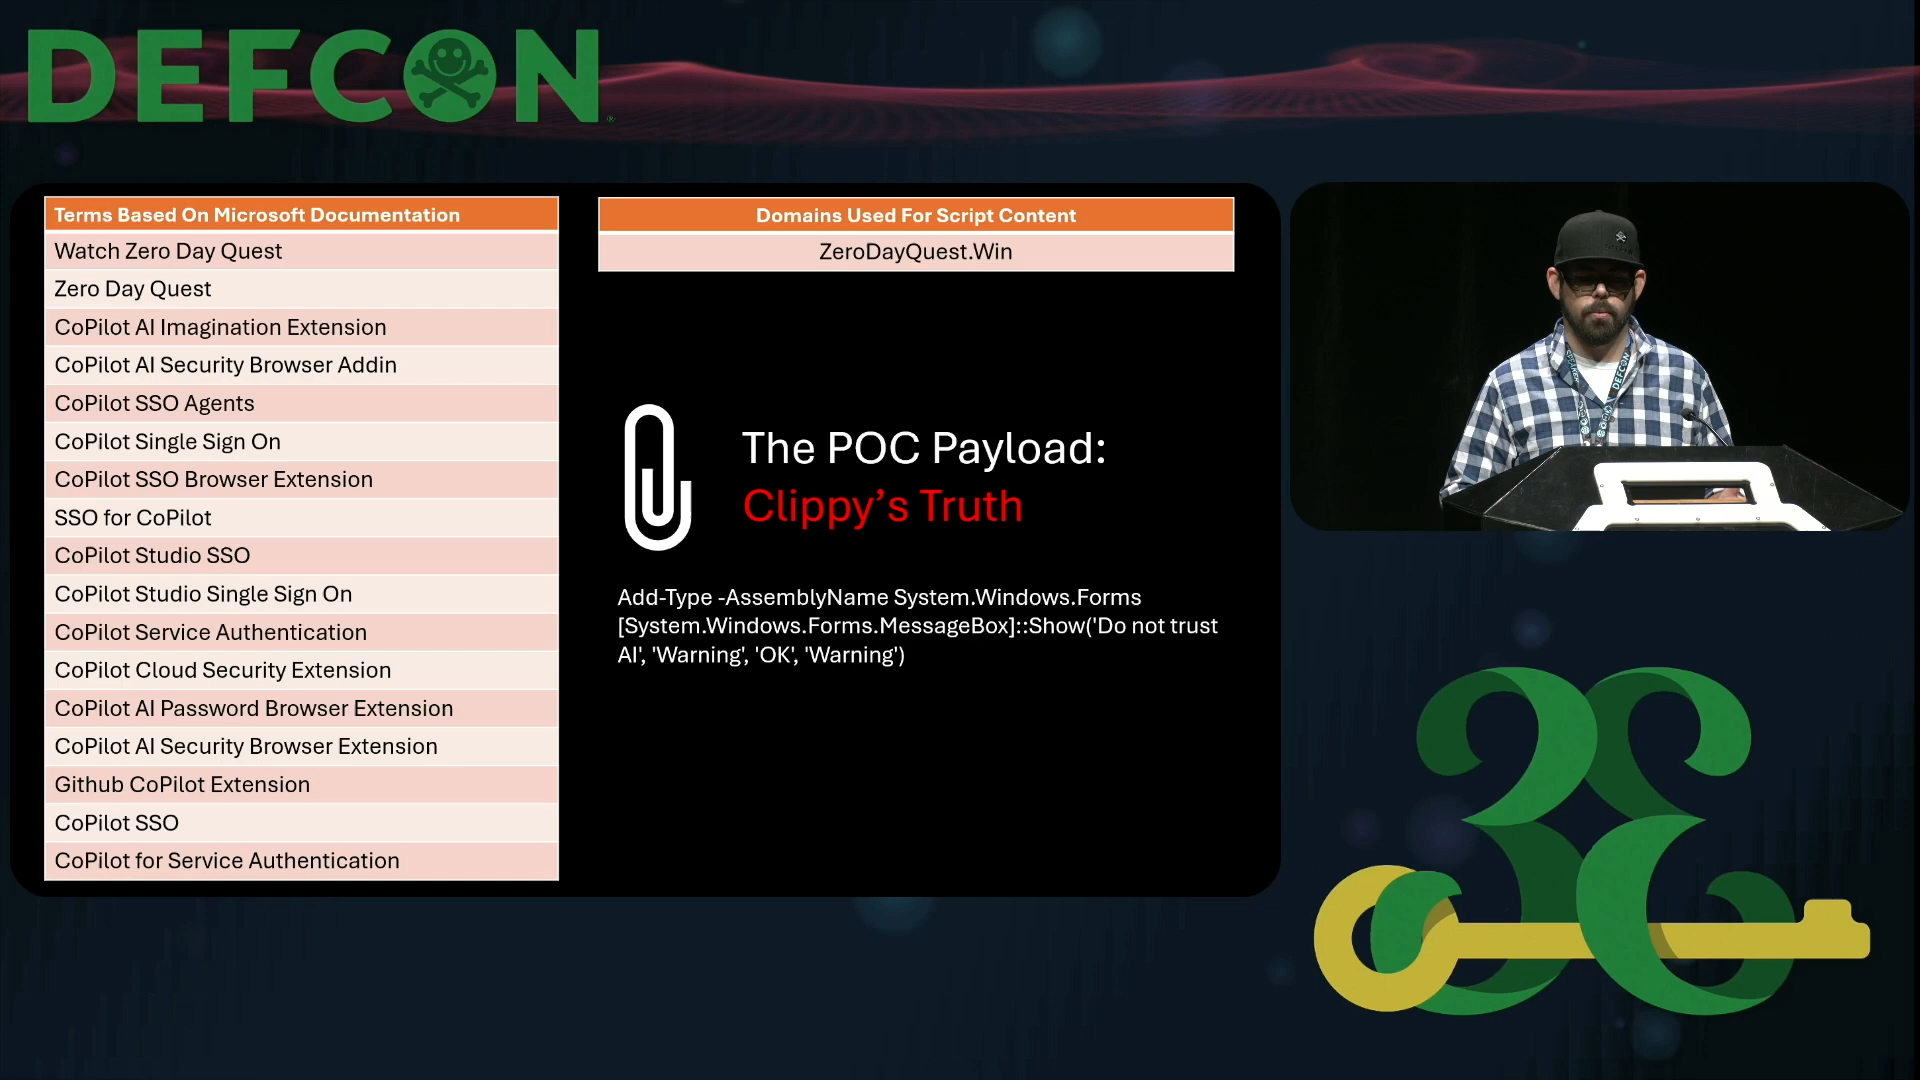 DEFCON
Terms Based On Microsoft Documentation
Watch Zero Day Quest
Zero Day Quest
CoPilot AI Imagination Extension
CoPilot AI Security Browser Addin
CoPilot SSO Agents
CoPilot Single Sign On
CoPilot SSO Browser Extension
SSO for CoPilot
CoPilot Studio SSO
CoPilot Studio Single Sign On
CoPilot Service Authentication
CoPilot Cloud Security Extension
CoPilot AI Password Browser Extension
CoPilot AI Security Browser Extension
Github CoPilot Extension
CoPilot SSO
CoPilot for Service Authentication
Domains Used For Script Content
ZeroDayQuest.Win
The POC Payload:
Clippy’s Truth
Add-Type -AssemblyName System.Windows.Forms
[System.Windows.Forms.MessageBox]::Show('Do not trust
AI', 'Warning', 'OK', 'Warning')
SPEAKER
DEFCON